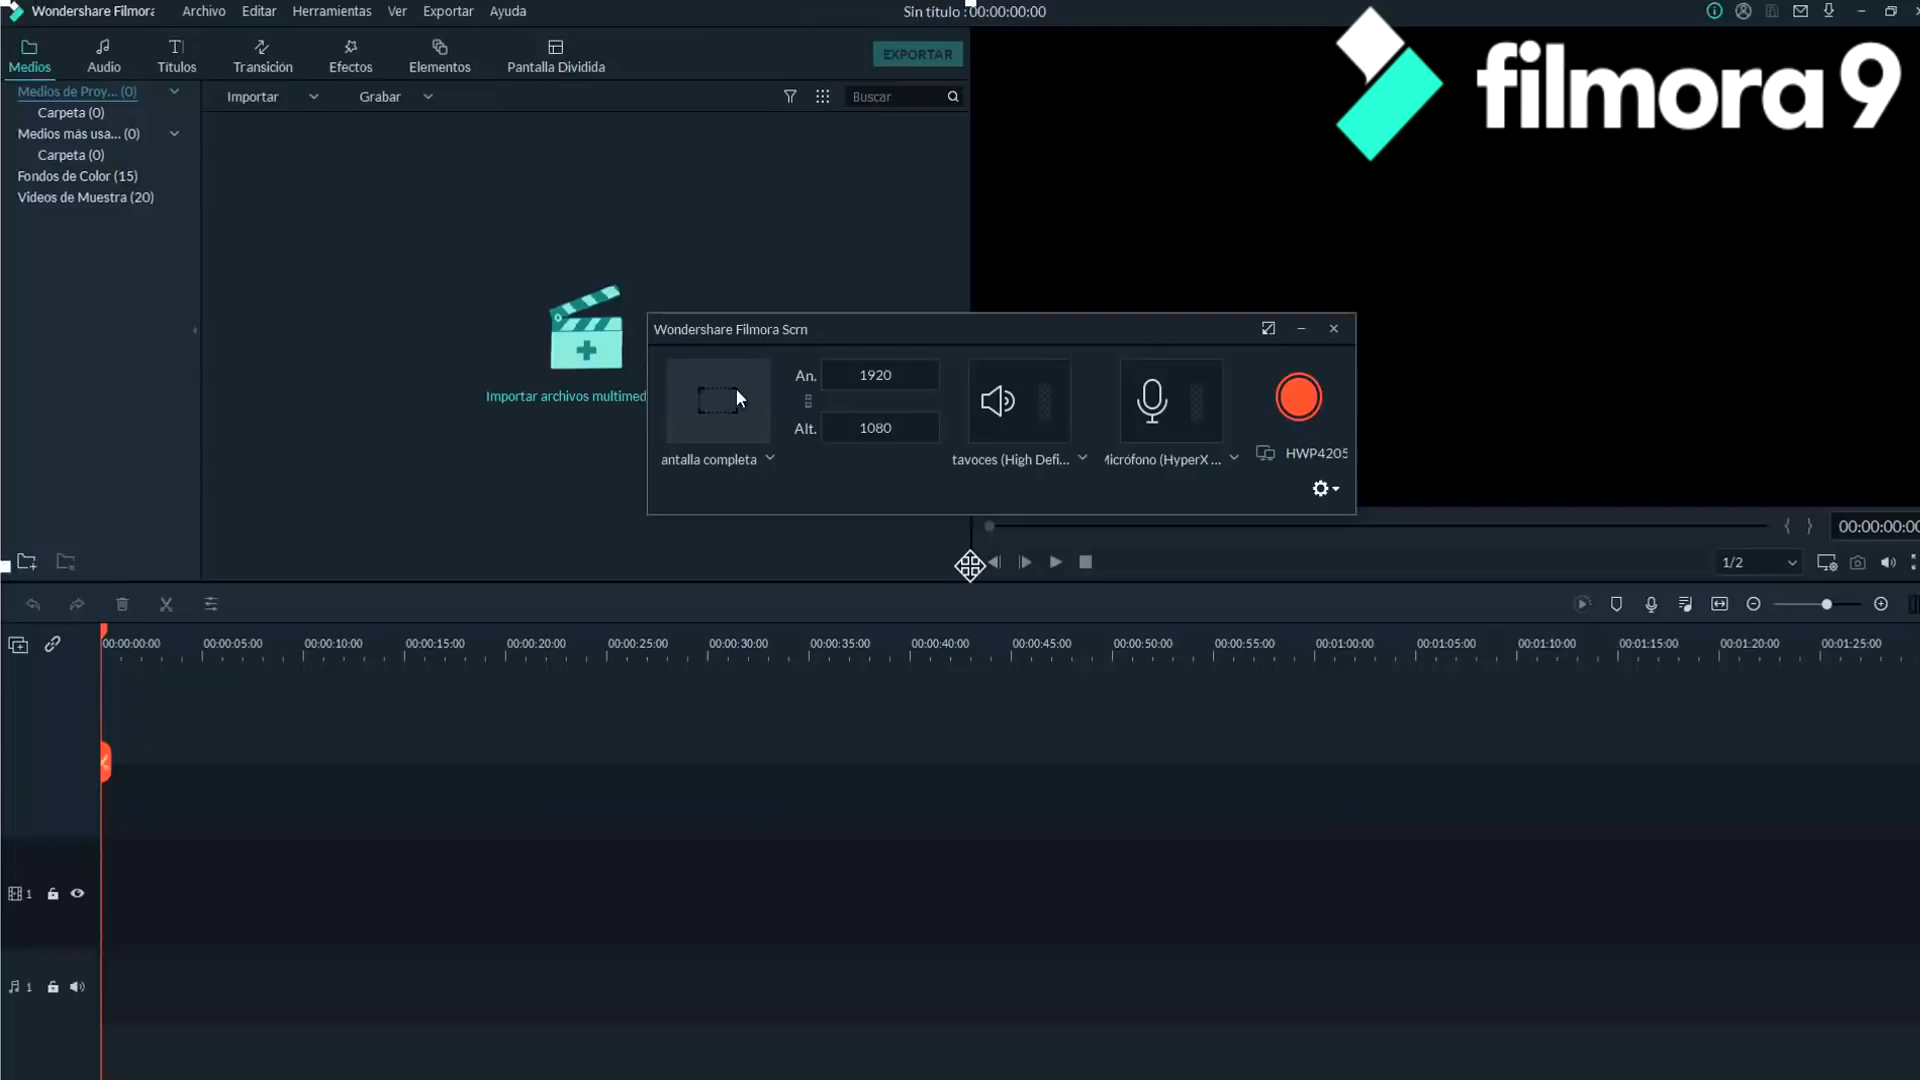 Wondershare Filmora
Archivo Editar Herramientas Ver Exportar Ayuda
Sin título : 00:00:00:00
Medios Audio Títulos Transición Efectos Elementos Pantalla Dividida
EXPORTAR
filmora 9
Medios de Proy... (0)
Carpeta (0)
Medios más usa... (0)
Carpeta (0)
Fondos de Color (15)
Videos de Muestra (20)
Importar Grabar Buscar
Importar archivos multimed
Wondershare Filmora Scrn
An. 1920
Alt. 1080
antalla completa
tavoces (High Defi...
Micrófono (HyperX ...
HWP4205
00:00:00:00
1/2
00:00:00:00 00:00:05:00 00:00:10:00 00:00:15:00 00:00:20:00 00:00:25:00 00:00:30:00 00:00:35:00 00:00:40:00 00:00:45:00 00:00:50:00 00:00:55:00 00:01:00:00 00:01:05:00 00:01:10:00 00:01:15:00 00:01:20:00 00:01:25:00
1
1